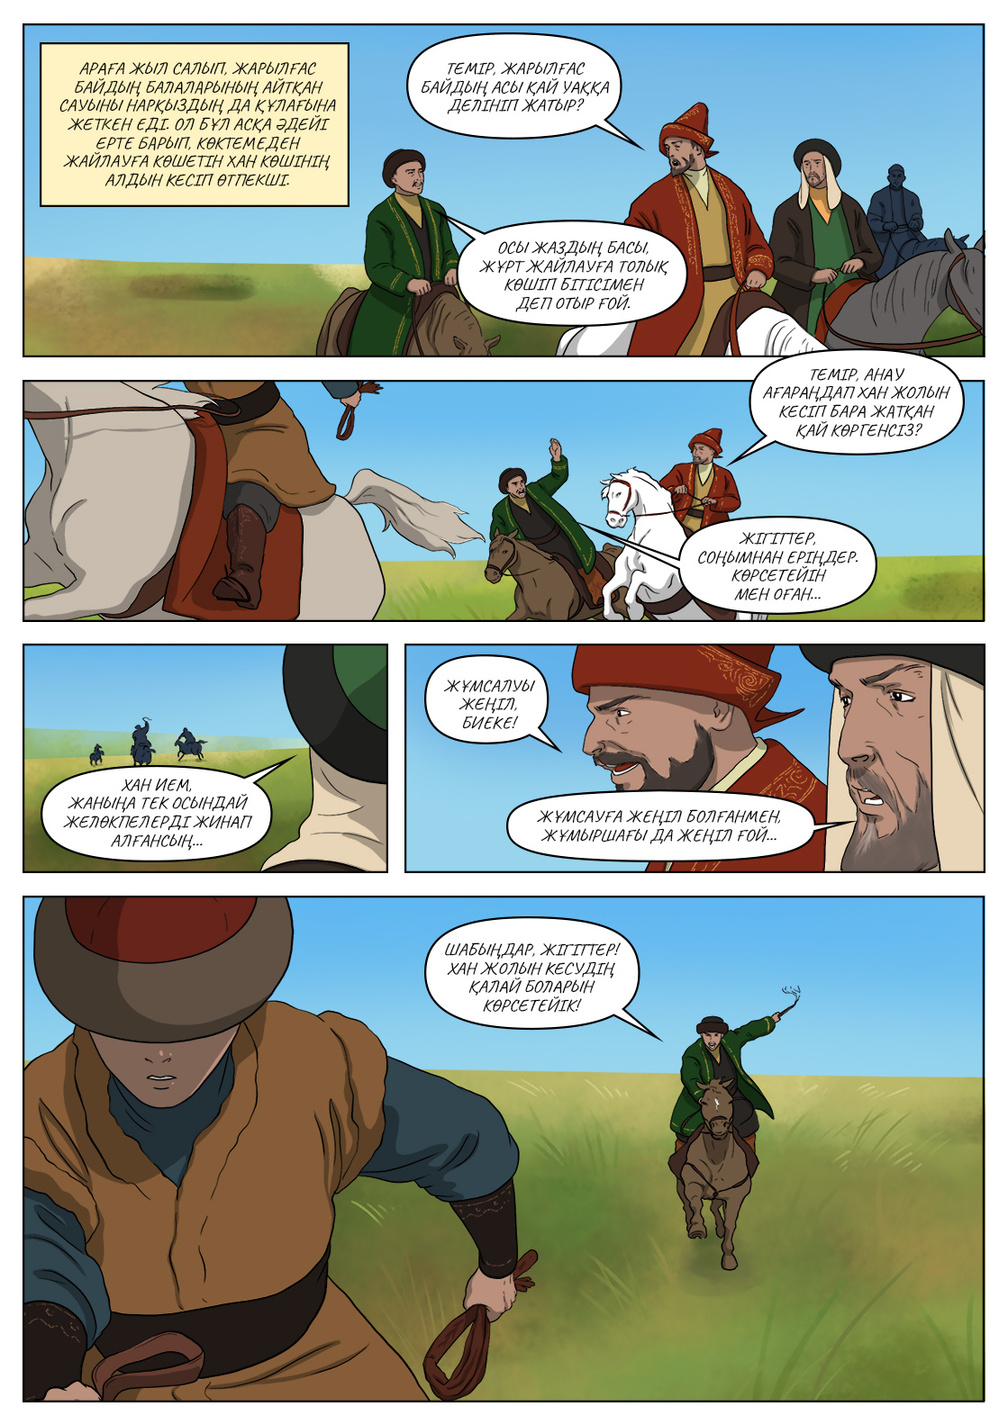 АРАҒА ЖЫЛ САЛЫП, ЖАРЫЛҒАС
БАЙДЫҢ БАЛАЛАРЫНЫҢ АЙТҚАН
САУЫНЫ НАРҚЫЗДЫҢ ДА ҚҰЛАҒЫНА
ЖЕТКЕН ЕДІ. ОЛ БҰЛ АСҚА ӘДЕЙІ
ЕРТЕ БАРЫП, КӨКТЕМЕДЕН
ЖАЙЛАУҒА КӨШЕТІН ХАН КӨШІНІҢ
АЛДЫН КЕСІП ӨТПЕКШІ.
ТЕМІР, ЖАРЫЛҒАС
БАЙДЫҢ АСЫ ҚАЙ УАҚҚА
ДЕЛІНІП ЖАТЫР?
ОСЫ ЖАЗДЫҢ БАСЫ,
ЖҰРТ ЖАЙЛАУҒА ТОЛЫҚ
КӨШІП БІТІСІМЕН
ДЕП ОТЫР ҒОЙ.
ТЕМІР, АНАУ
АҒАРАҢДАП ХАН ЖОЛЫН
КЕСІП БАРА ЖАТҚАН
ҚАЙ КӨРГЕНСІЗ?
ЖІГІТТЕР,
СОҢЫМНАН ЕРІҢДЕР.
КӨРСЕТЕЙІН
МЕН ОҒАН...
ХАН ИЕМ,
ЖАНЫҢА ТЕК ОСЫНДАЙ
ЖЕЛӨКПЕЛЕРДІ ЖИНАП
АЛҒАНСЫҢ...
ЖҰМСАЛУЫ
ЖЕҢІЛ,
БИЕКЕ!
ЖҰМСАУҒА ЖЕҢІЛ БОЛҒАНМЕН,
ЖҰМЫРШАҒЫ ДА ЖЕҢІЛ ҒОЙ...
ШАБЫҢДАР, ЖІГІТТЕР!
ХАН ЖОЛЫН КЕСУДІҢ
ҚАЛАЙ БОЛАРЫН
КӨРСЕТЕЙІК!